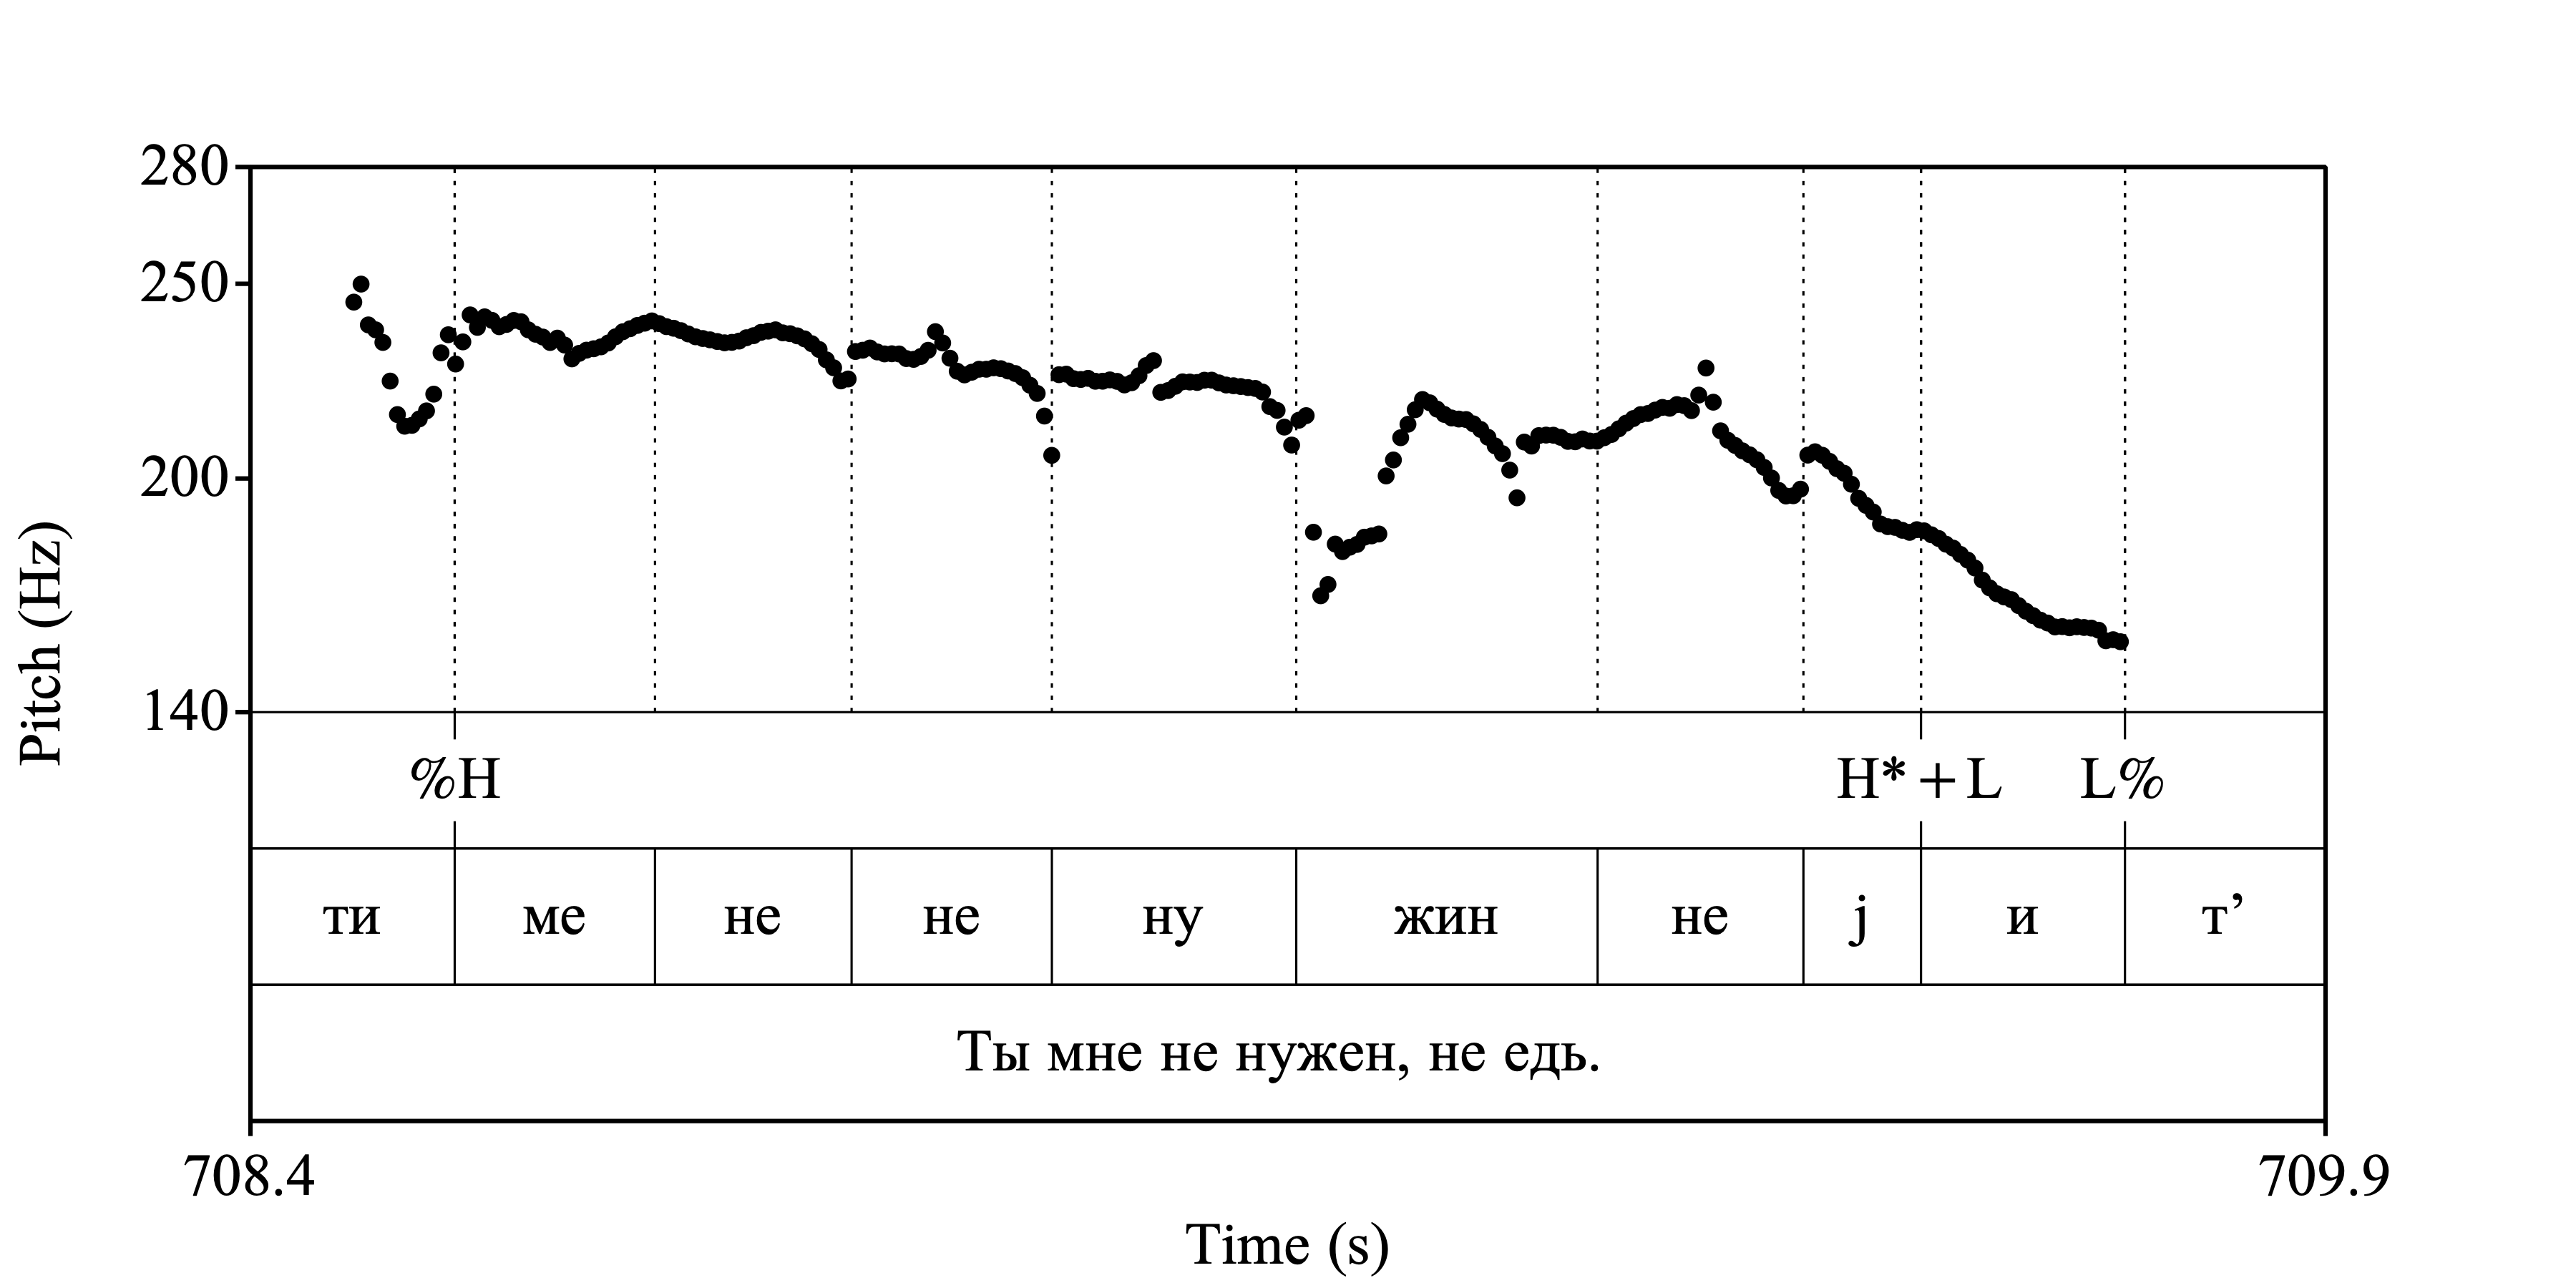 280
250
200
140
Pitch (Hz)
%H H*+L L%
ти ме не не ну жин не j и т’
Ты мне не нужен, не едь.
708.4 709.9
Time (s)